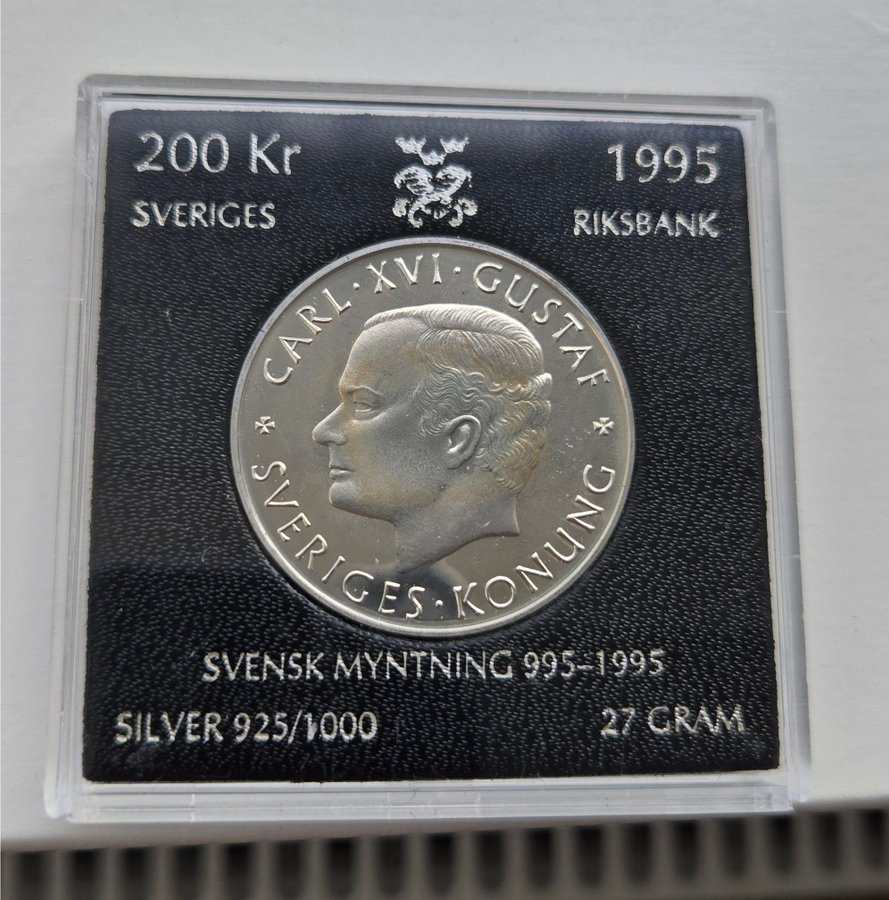 200 Kr
1995
SVERIGES
RIKSBANK
CARL·XVI·GUSTAF
SVERIGES·KONUNG
SVENSK MYNTNING 995-1995
SILVER 925/1000
27 GRAM